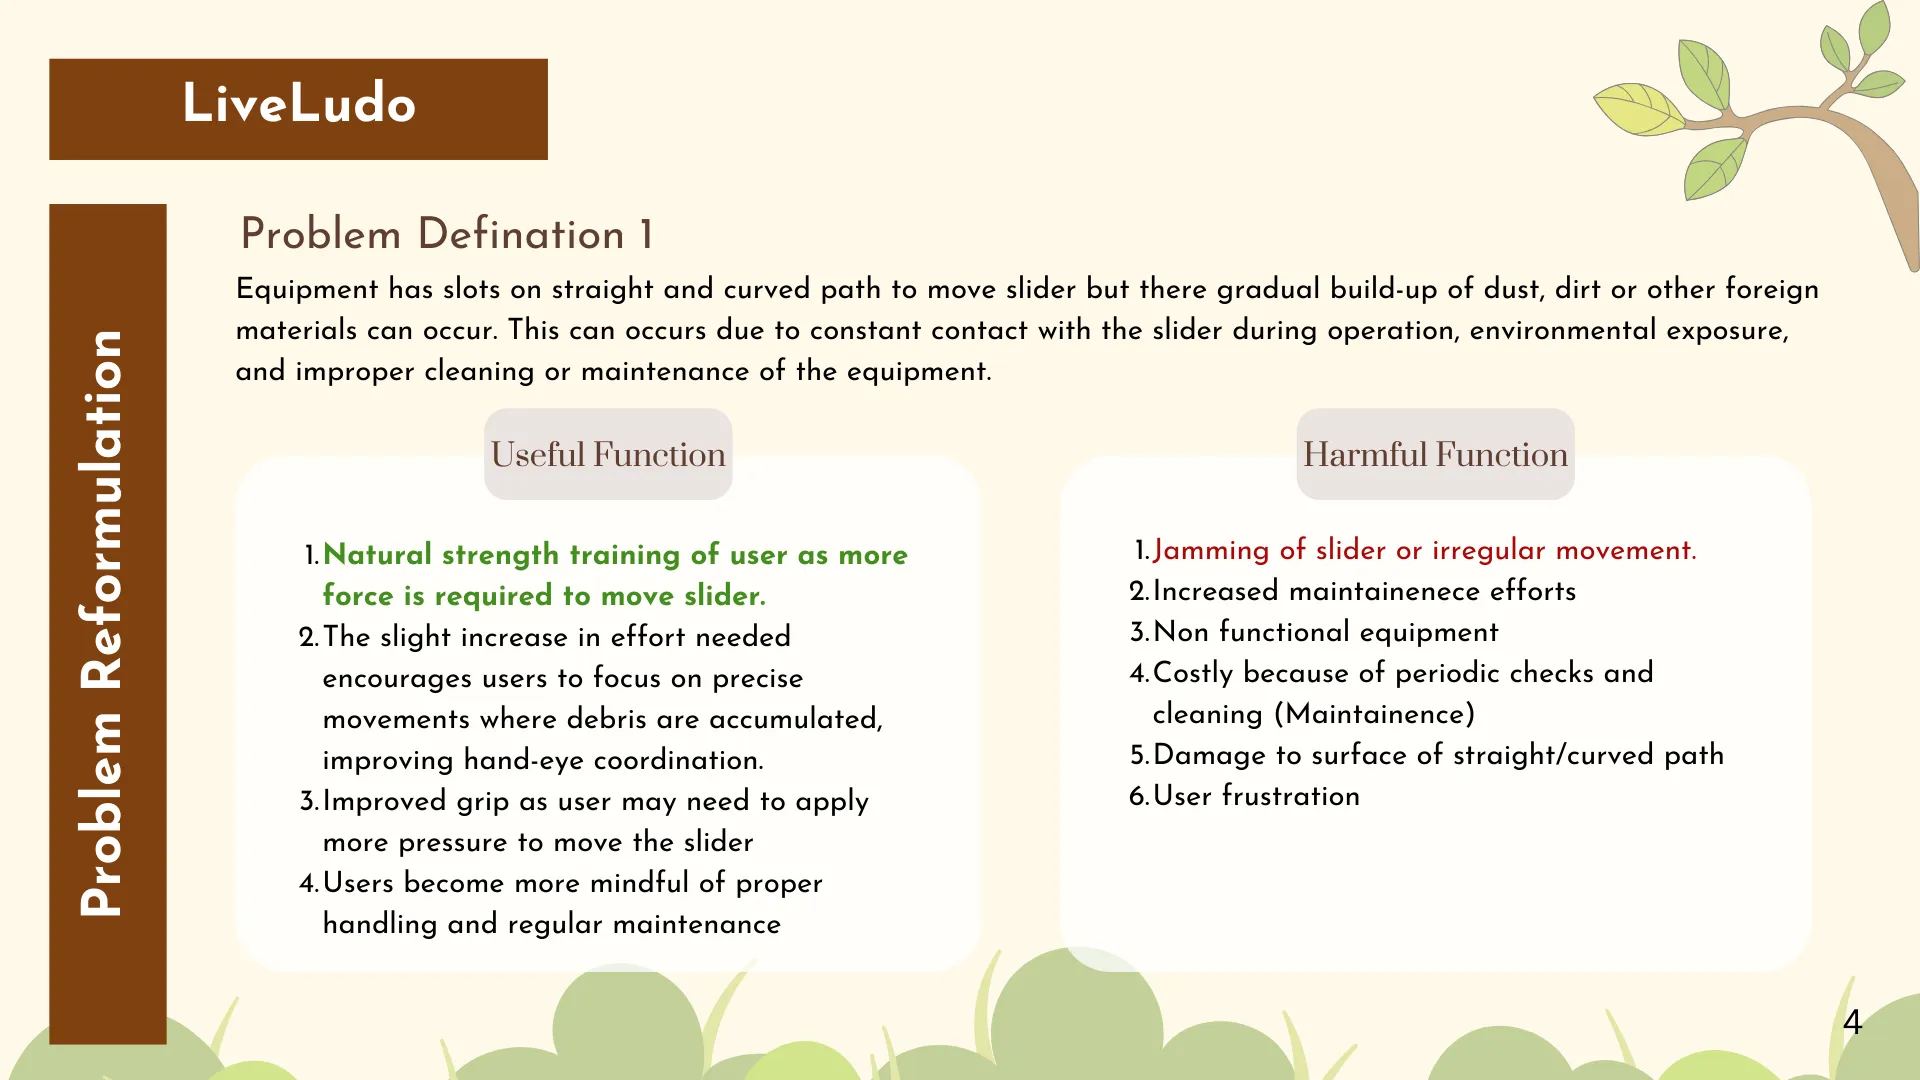 LiveLudo
Problem Reformulation
Problem Defination 1
Equipment has slots on straight and curved path to move slider but there gradual build-up of dust, dirt or other foreign
materials can occur. This can occurs due to constant contact with the slider during operation, environmental exposure,
and improper cleaning or maintenance of the equipment.
Useful Function
1. Natural strength training of user as more
force is required to move slider.
2. The slight increase in effort needed
encourages users to focus on precise
movements where debris are accumulated,
improving hand-eye coordination.
3. Improved grip as user may need to apply
more pressure to move the slider
4. Users become more mindful of proper
handling and regular maintenance
Harmful Function
1. Jamming of slider or irregular movement.
2. Increased maintainenece efforts
3. Non functional equipment
4. Costly because of periodic checks and
cleaning (Maintainence)
5. Damage to surface of straight/curved path
6. User frustration
4